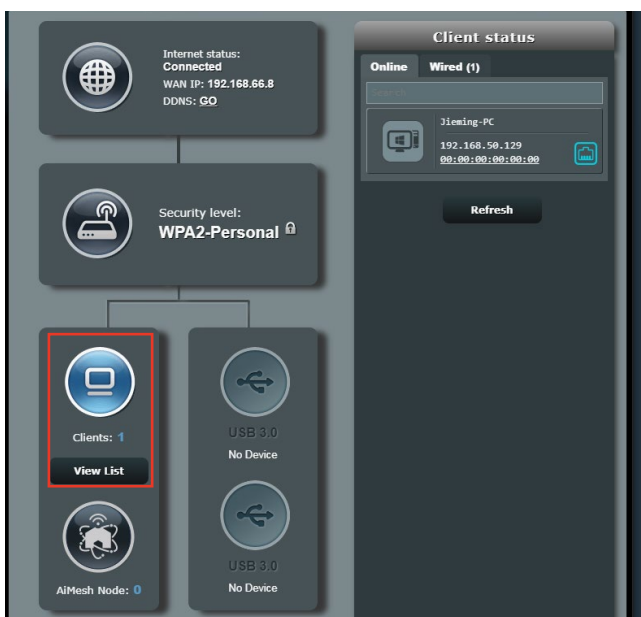 Internet status:
Connected
WAN IP: 192.168.66.8
DDNS: GO
Security level:
WPA2-Personal
Clients: 1
View List
AiMesh Node: 0
USB 3.0
No Device
USB 3.0
No Device
Client status
Online Wired (1)
Search
Jieming-PC
192.168.50.129
00:00:00:00:00:00
Refresh